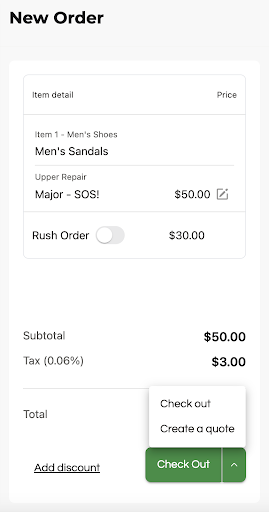 New Order
Item detail Price
Item 1 - Men's Shoes
Men's Sandals
Upper Repair
Major - SOS! $50.00
Rush Order $30.00
Subtotal $50.00
Tax (0.06%) $3.00
Total
Check out
Create a quote
Add discount Check Out